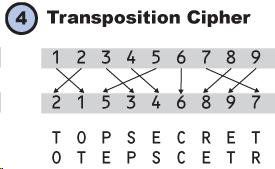 4 Transposition Cipher
1 2 3 4 5 6 7 8 9
2 1 5 3 4 6 8 9 7
T O P S E C R E T
O T E P S C E T R